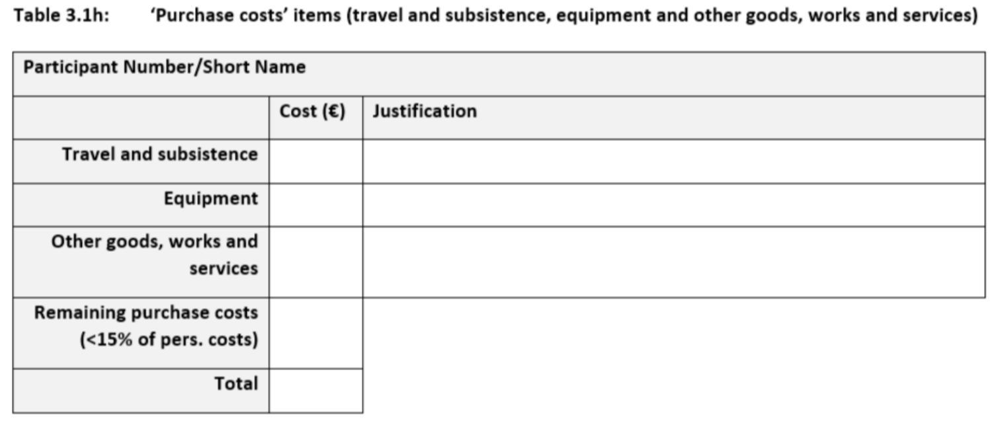 Table 3.1h: ‘Purchase costs’ items (travel and subsistence, equipment and other goods, works and services)
Participant Number/Short Name
Cost (€) Justification
Travel and subsistence
Equipment
Other goods, works and
services
Remaining purchase costs
(<15% of pers. costs)
Total